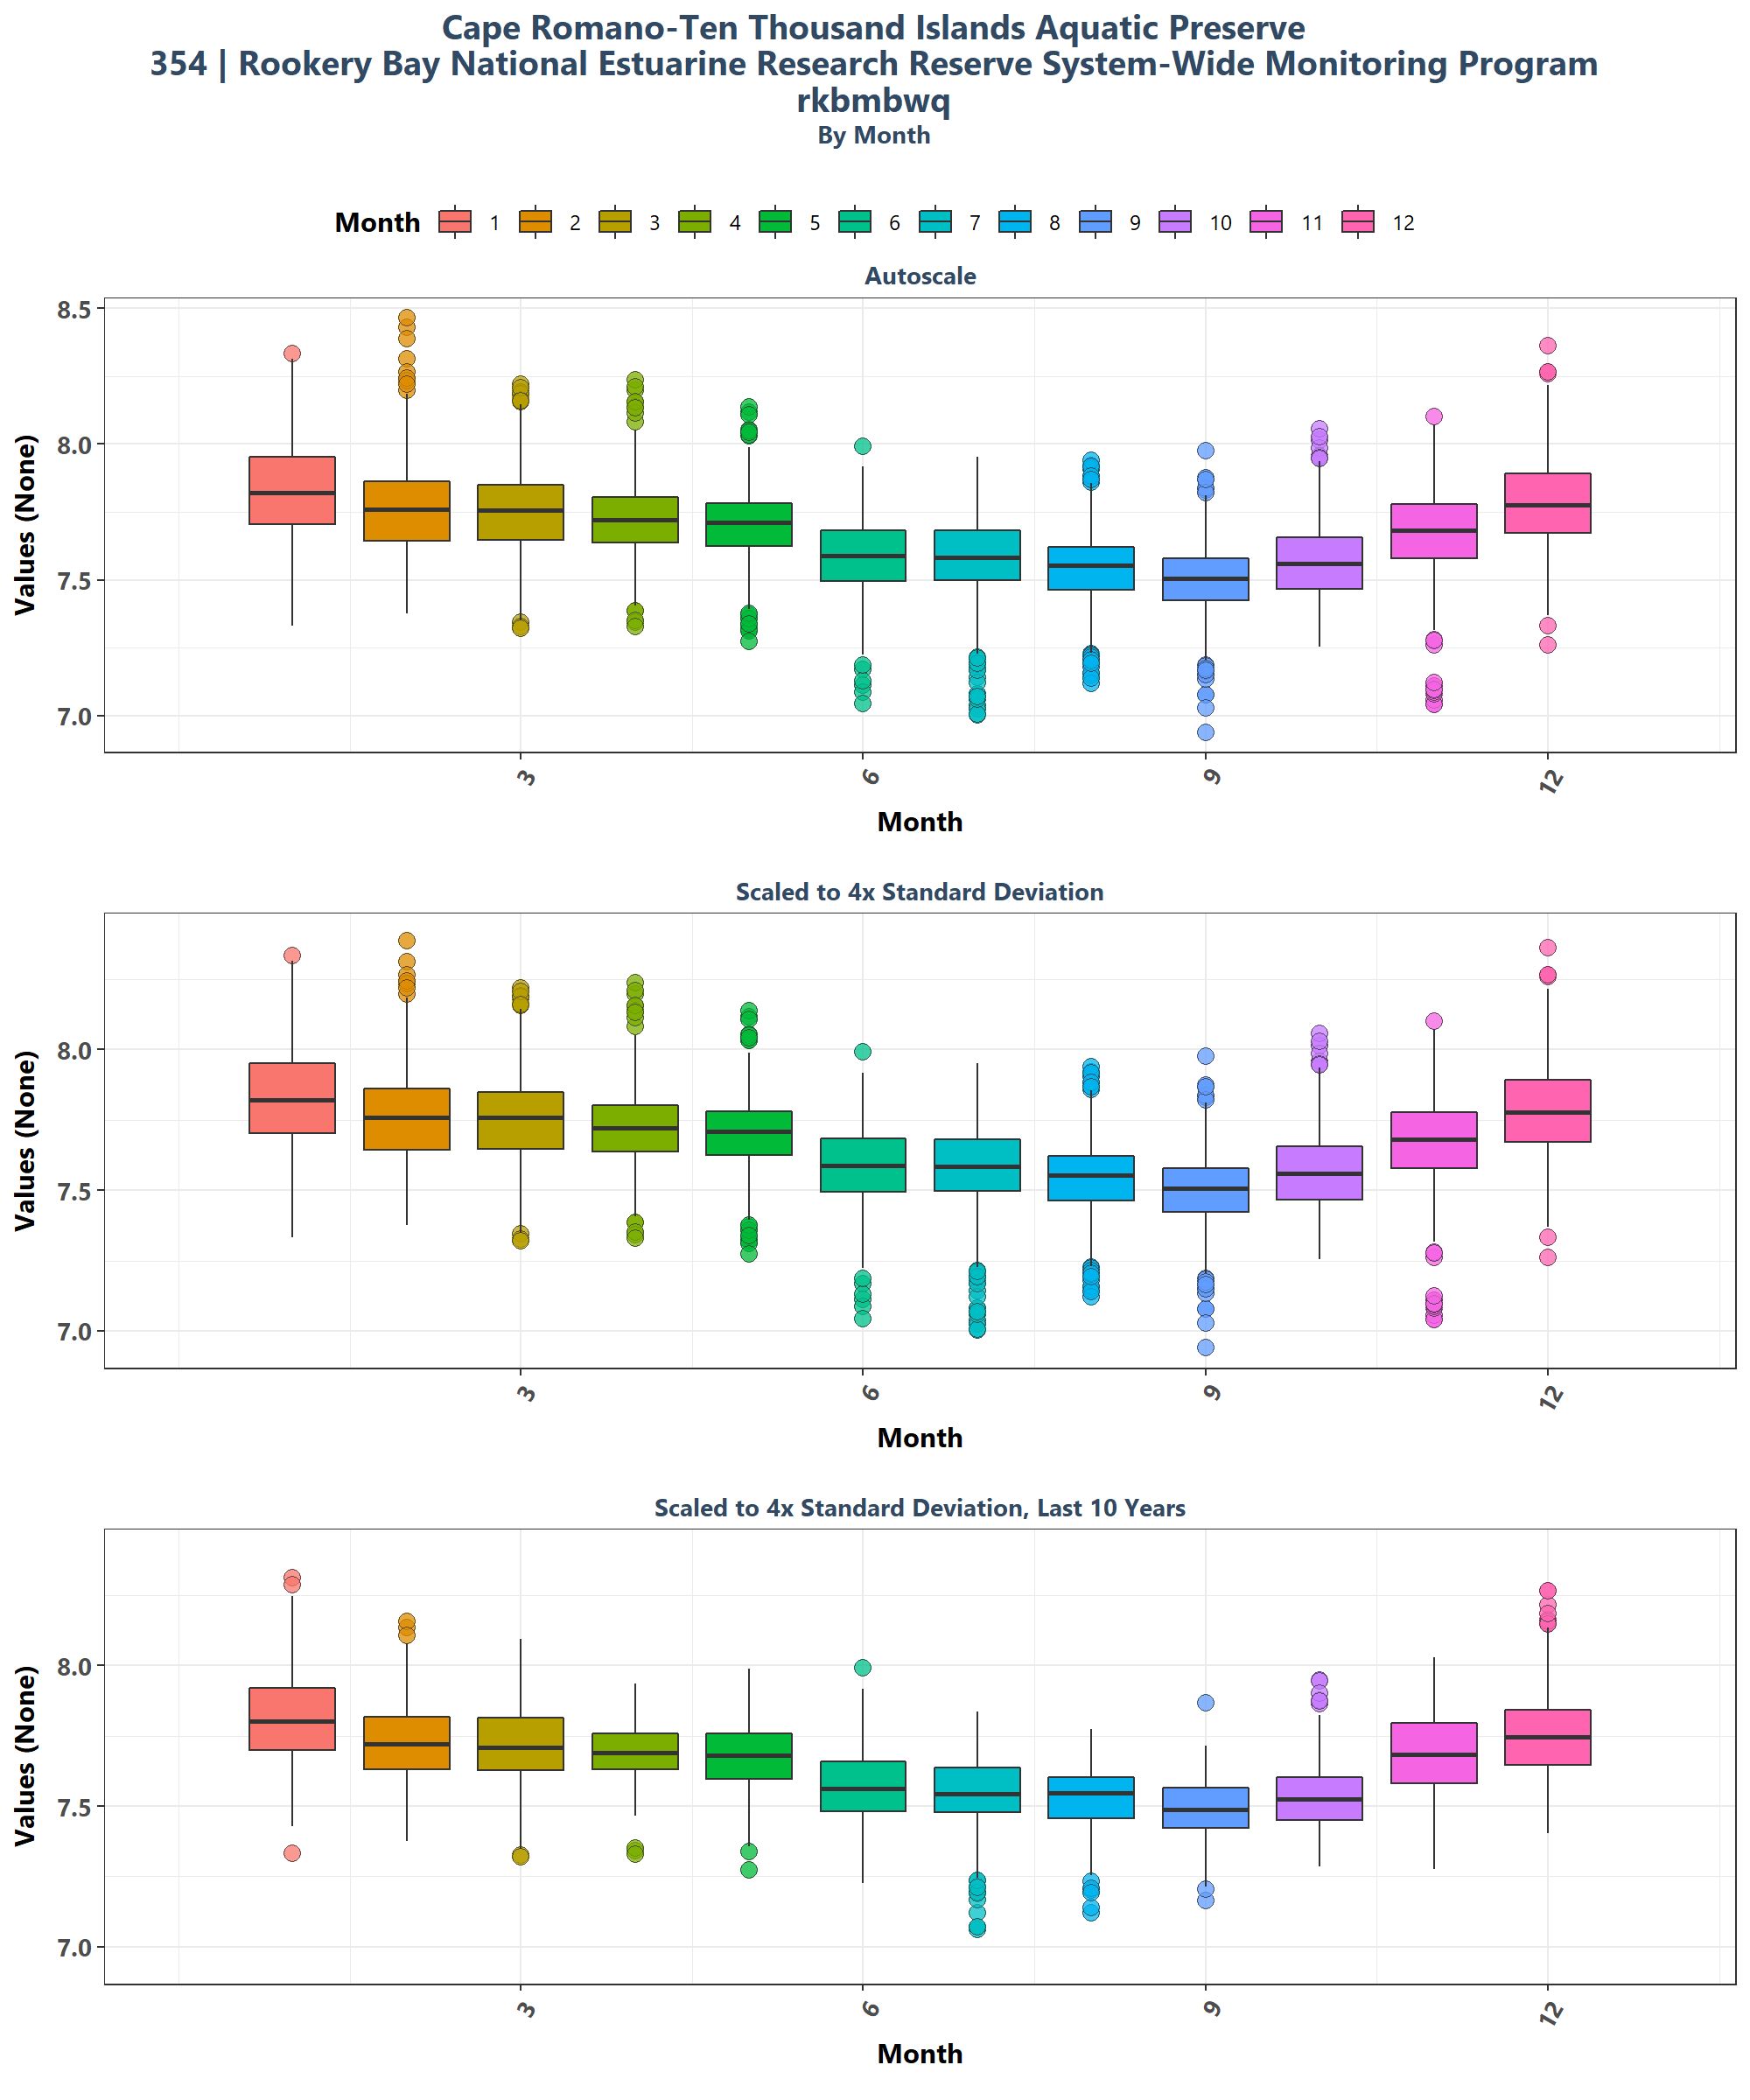 Cape Romano-Ten Thousand Islands Aquatic Preserve
354 | Rookery Bay National Estuarine Research Reserve System-Wide Monitoring Program
rkbmbwq
By Month
Month 1 2 3 4 5 6 7 8 9 10 11 12
Autoscale
Values (None)
8.5
8.0
7.5
7.0
3 6 9 12
Month
Scaled to 4x Standard Deviation
Values (None)
8.0
7.5
7.0
3 6 9 12
Month
Scaled to 4x Standard Deviation, Last 10 Years
Values (None)
8.0
7.5
7.0
3 6 9 12
Month